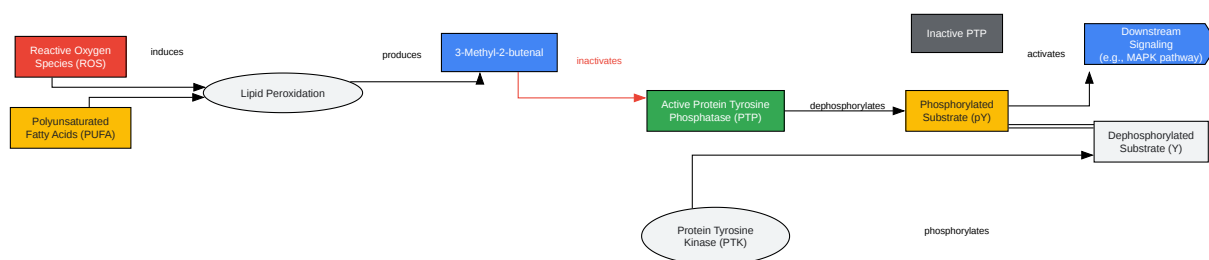 Reactive Oxygen
Species (ROS)
Polyunsaturated
Fatty Acids (PUFA)
induces
Lipid Peroxidation
produces
3-Methyl-2-butenal
inactivates
Active Protein Tyrosine
Phosphatase (PTP)
dephosphorylates
Phosphorylated
Substrate (pY)
Inactive PTP
activates
Downstream
Signaling
(e.g., MAPK pathway)
Dephosphorylated
Substrate (Y)
Protein Tyrosine
Kinase (PTK)
phosphorylates